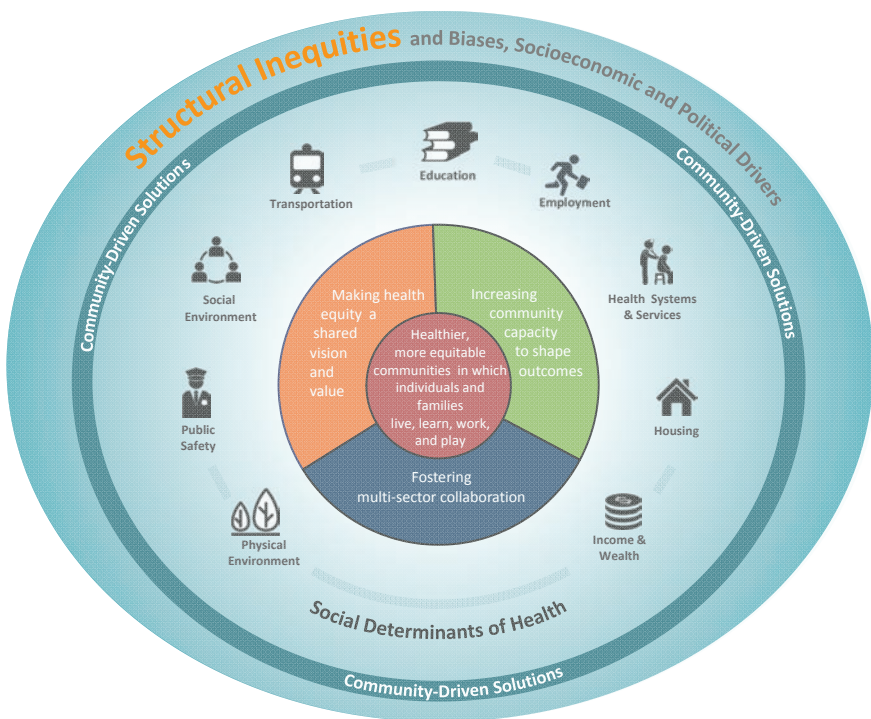 Structural Inequities and Biases, Socioeconomic and Political Drivers
Community-Driven Solutions
Community-Driven Solutions
Education
Transportation
Employment
Social
Environment
Health Systems
& Services
Public
Safety
Housing
Physical
Environment
Income &
Wealth
Making health
equity a
shared
vision
and
value
Increasing
community
capacity
to shape
outcomes
Healthier,
more equitable
communities in which
individuals and
families
live, learn, work,
and play
Fostering
multi-sector collaboration
Social Determinants of Health
Community-Driven Solutions